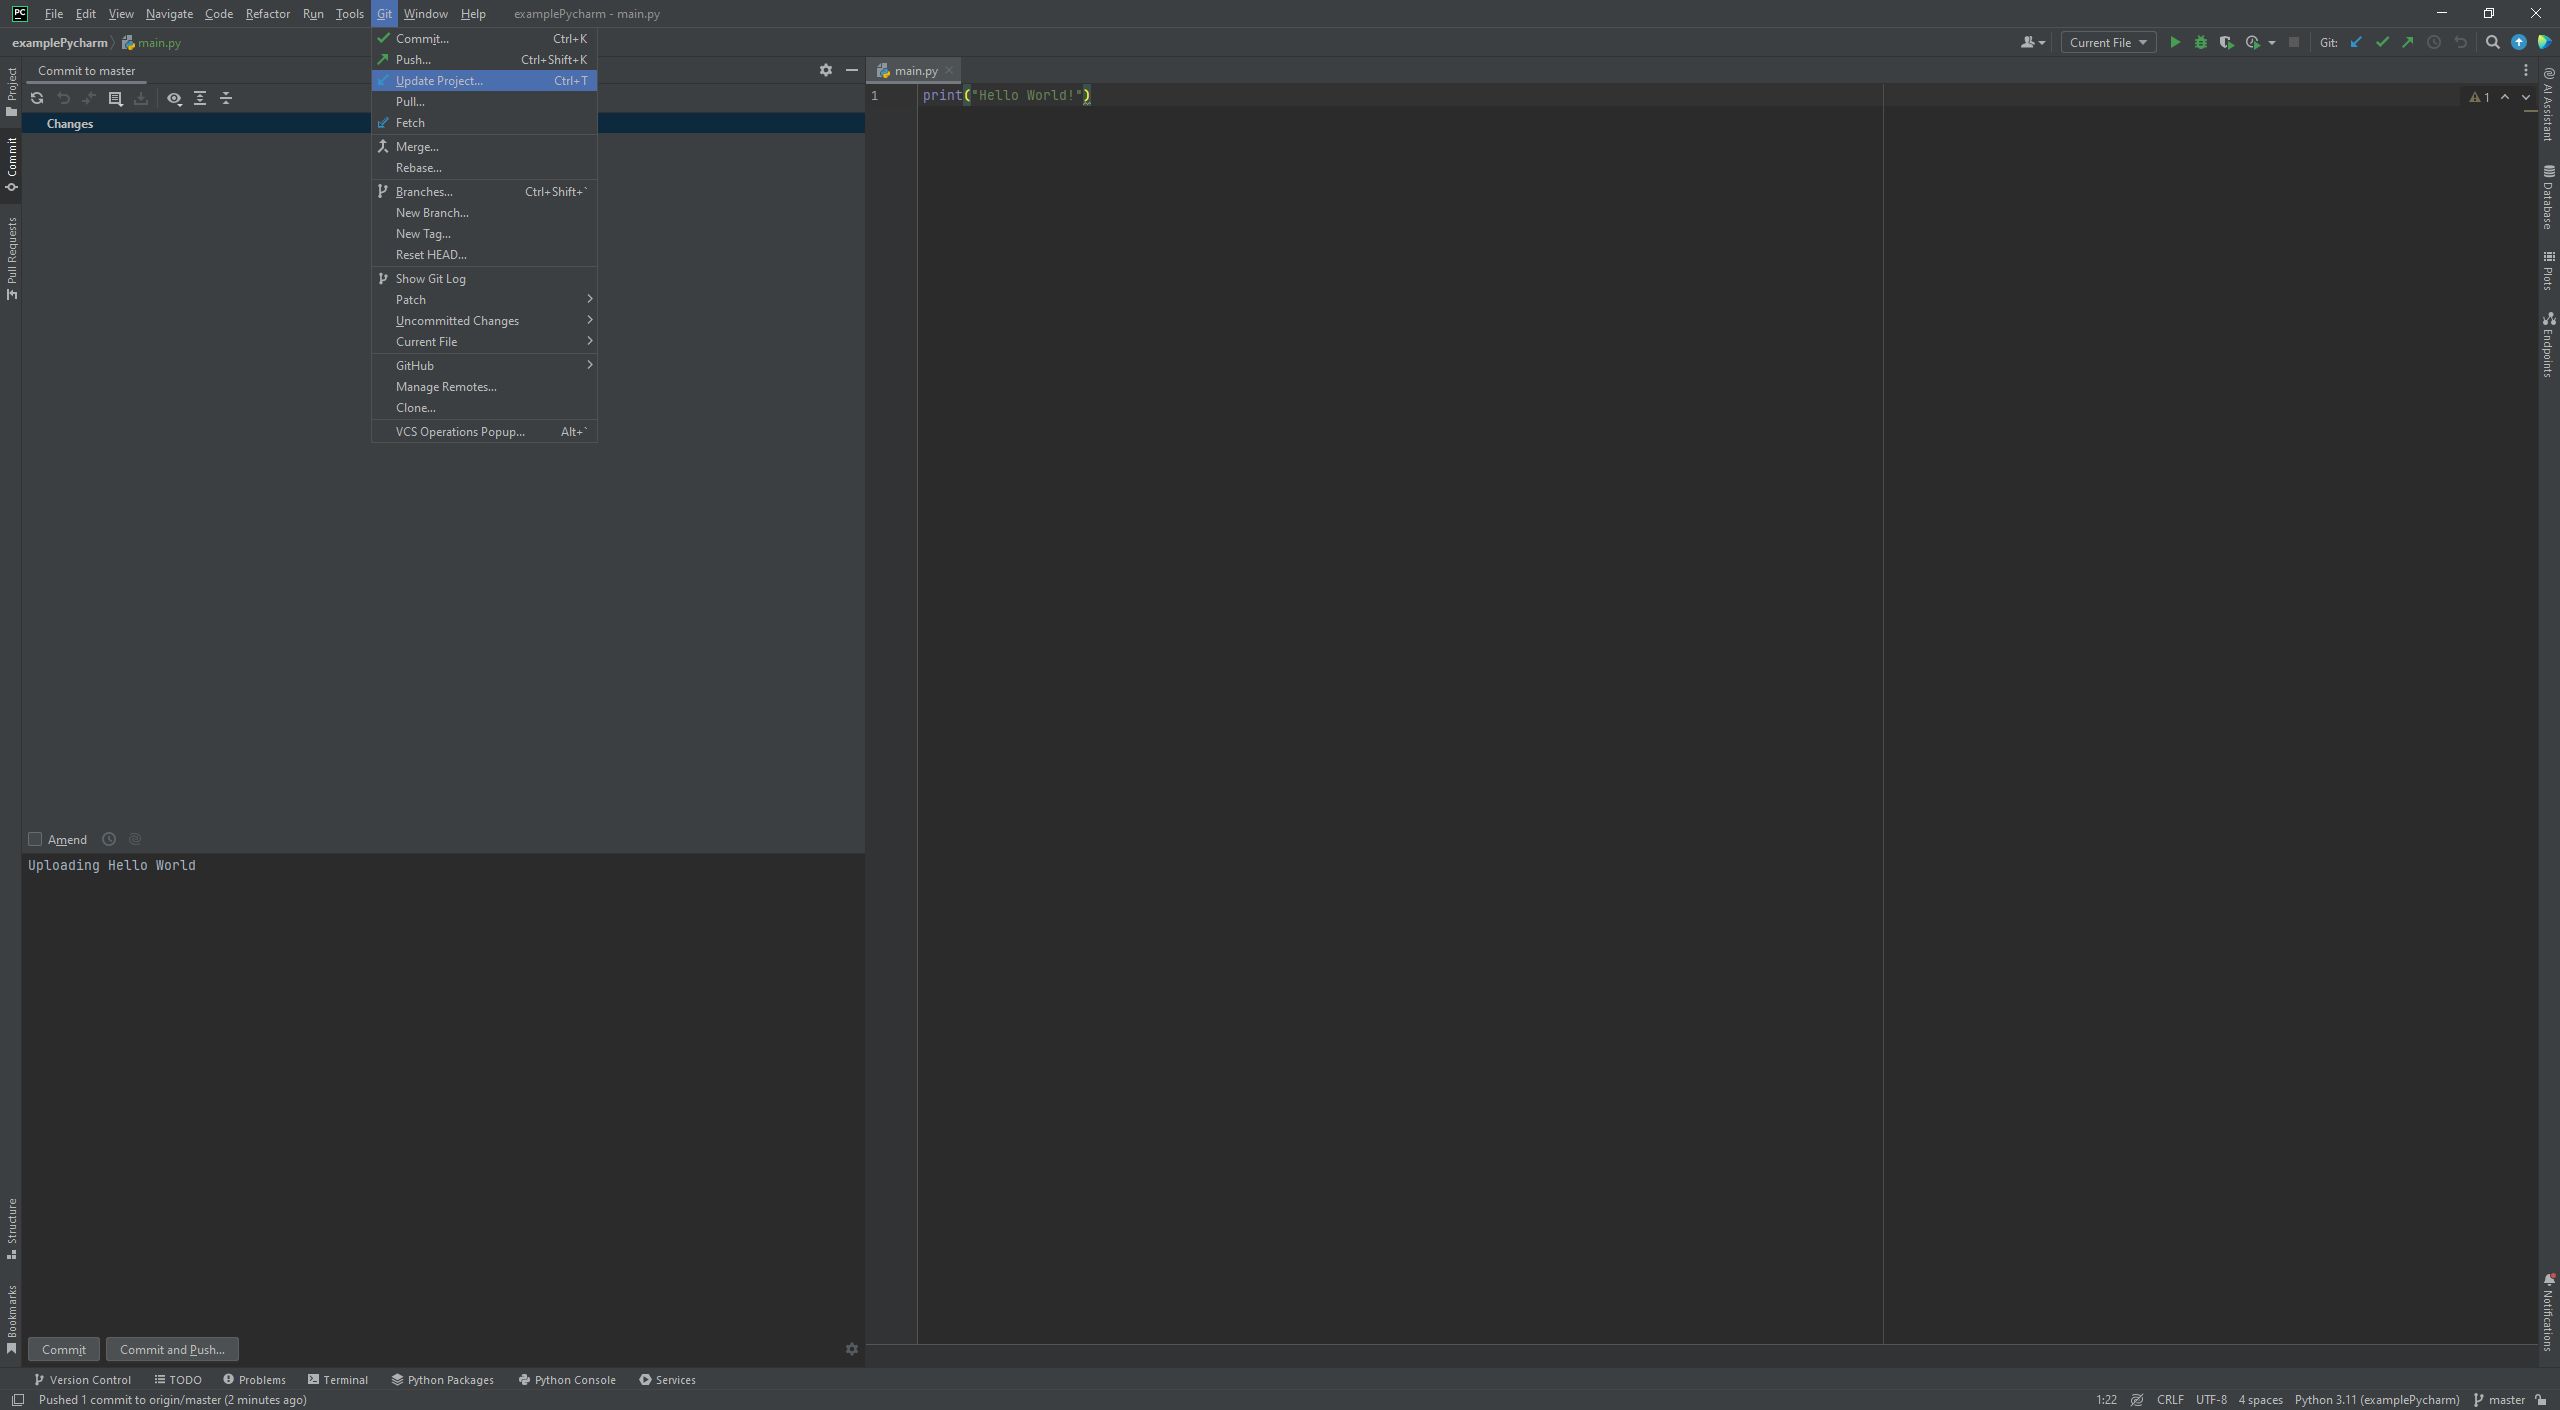 PC File Edit View Navigate Code Refactor Run Tools Git Window Help examplePycharm - main.py
examplePycharm main.py
Current File Git:
Commit to master
Changes
Commit... Ctrl+K
Push... Ctrl+Shift+K
Update Project... Ctrl+T
Pull...
Fetch
Merge...
Rebase...
Branches... Ctrl+Shift+`
New Branch...
New Tag...
Reset HEAD...
Show Git Log
Patch
Uncommitted Changes
Current File
GitHub
Manage Remotes...
Clone...
VCS Operations Popup... Alt+`
main.py
1 print("Hello World!")
1
Project
Commit
Pull Requests
Structure
Bookmarks
AI Assistant
Database
Plots
Endpoints
Notifications
Amend
Uploading Hello World
Commit Commit and Push...
Version Control TODO Problems Terminal Python Packages Python Console Services
Pushed 1 commit to origin/master (2 minutes ago) 1:22 CRLF UTF-8 4 spaces Python 3.11 (examplePycharm) master